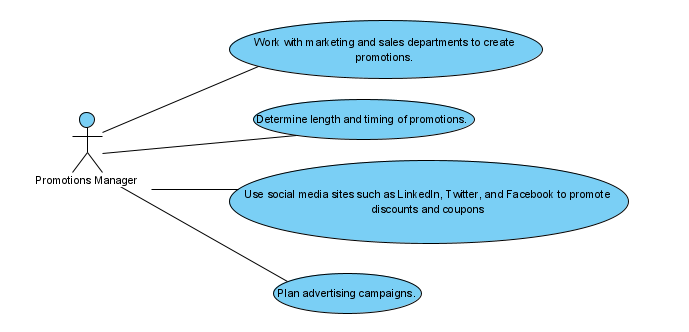 Work with marketing and sales departments to create
promotions.
Determine length and timing of promotions.
Promotions Manager
Use social media sites such as LinkedIn, Twitter, and Facebook to promote
discounts and coupons
Plan advertising campaigns.